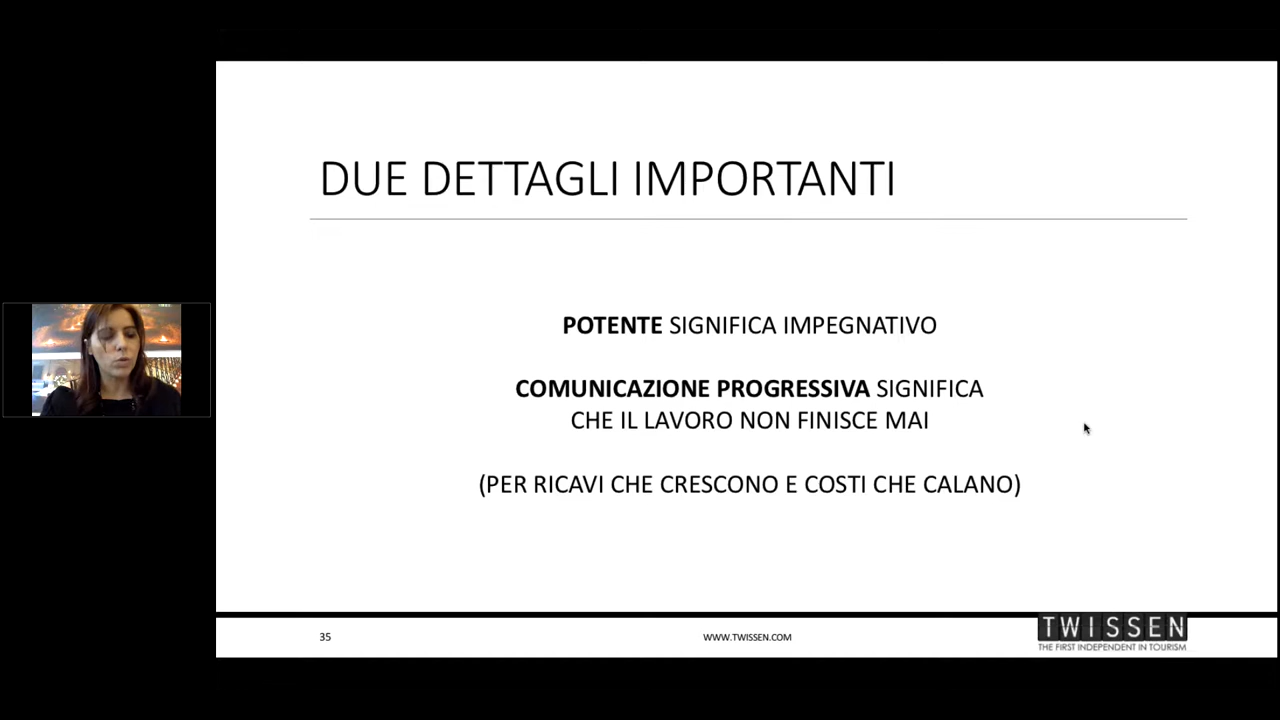 DUE DETTAGLI IMPORTANTI
POTENTE SIGNIFICA IMPEGNATIVO
COMUNICAZIONE PROGRESSIVA SIGNIFICA
CHE IL LAVORO NON FINISCE MAI
(PER RICAVI CHE CRESCONO E COSTI CHE CALANO)
35
WWW.TWISSEN.COM
TWISSEN
THE FIRST INDEPENDENT IN TOURISM